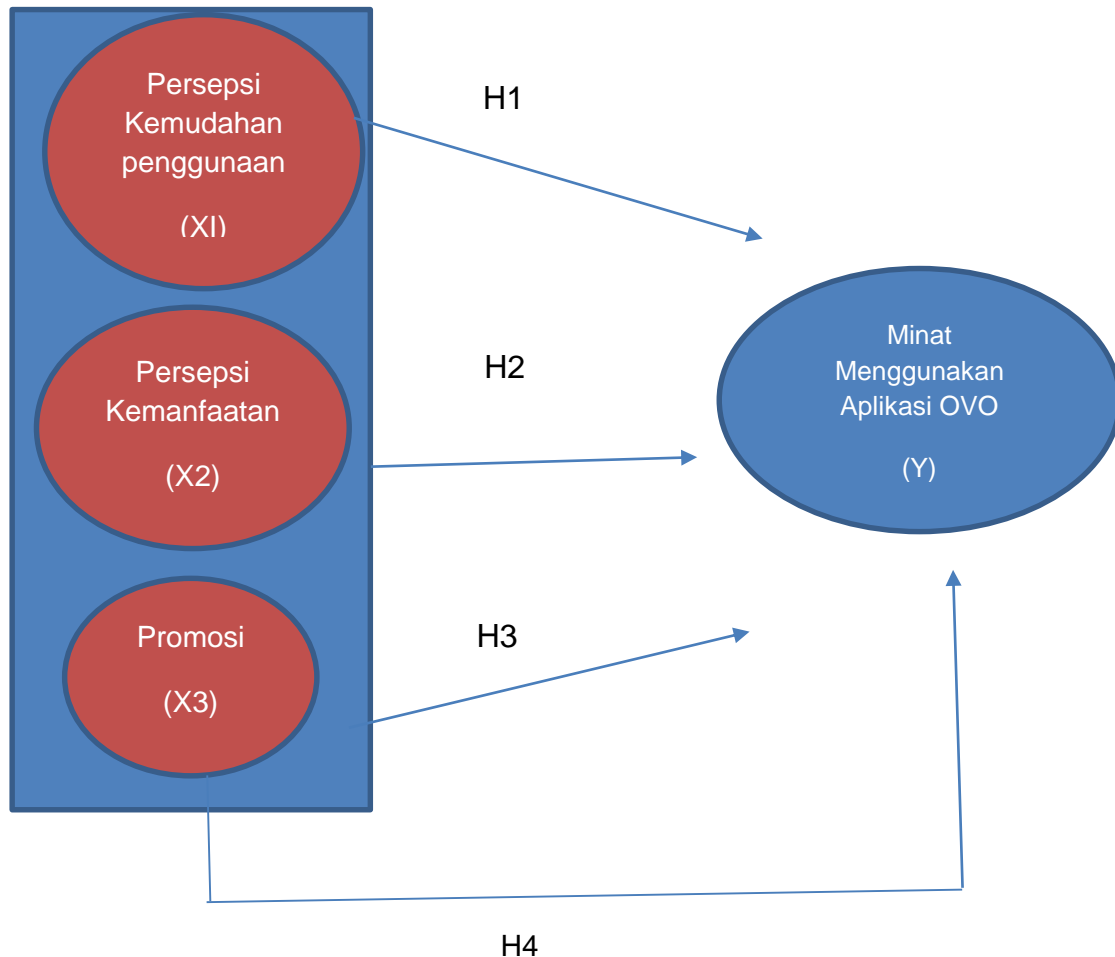 Persepsi
Kemudahan
penggunaan
(XI)
H1
Persepsi
Kemanfaatan
(X2)
H2
Minat
Menggunakan
Aplikasi OVO
(Y)
Promosi
(X3)
H3
H4